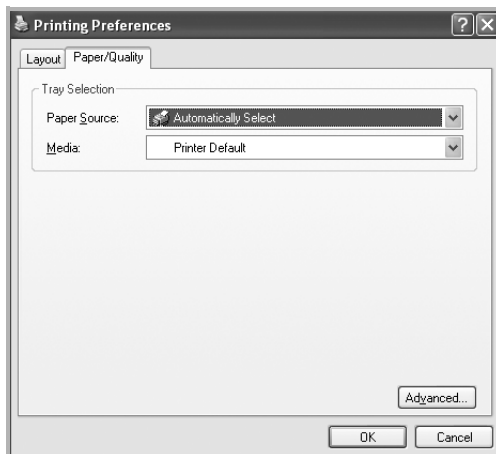 Printing Preferences
Layout Paper/Quality
Tray Selection
Paper Source: Automatically Select
Media: Printer Default
Advanced...
OK Cancel